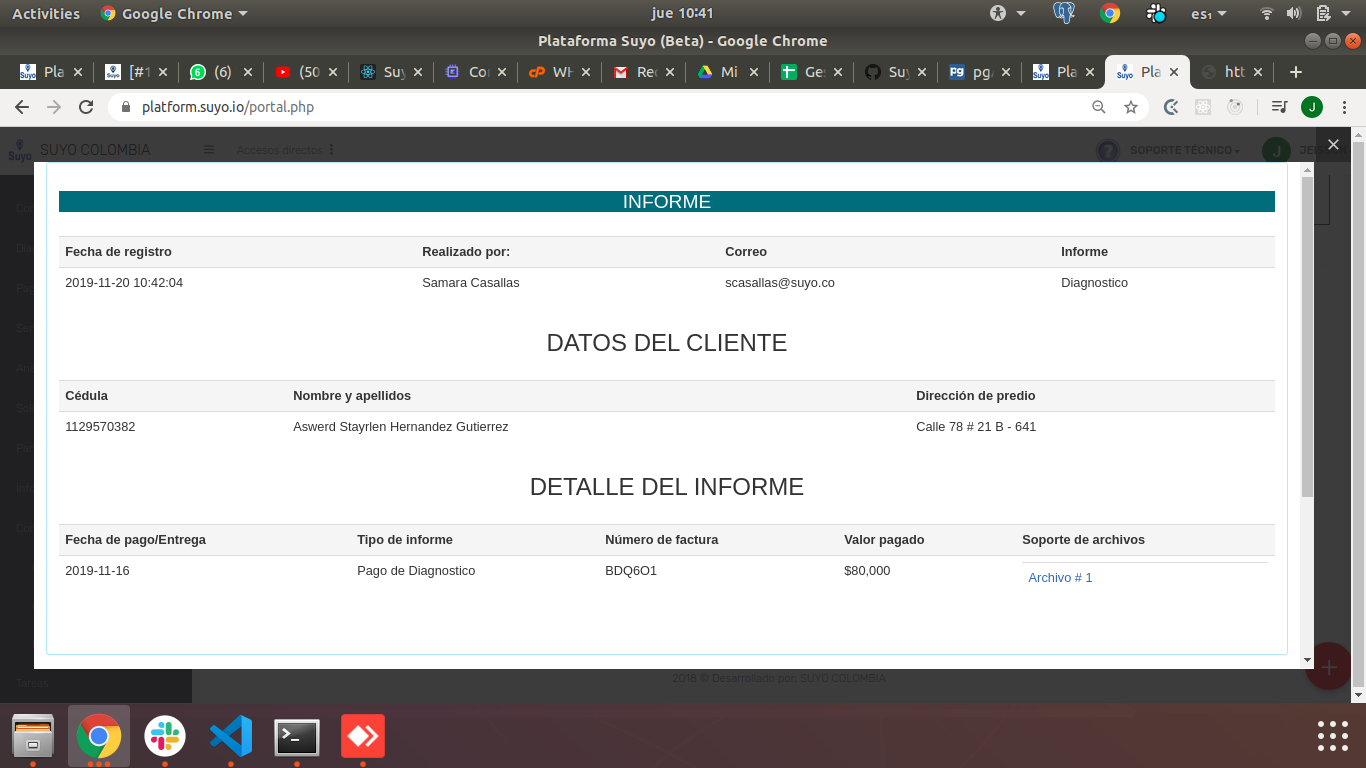 Activities Google Chrome jue 10:41 es₁
Plataforma Suyo (Beta) - Google Chrome
Pla [#1 (6) (50 Suy Co WH Rec Mi Ge Suy pgA Pla Pla htt
platform.suyo.io/portal.php
SUYO COLOMBIA Accesos directos SOPORTE TÉCNICO
INFORME
Fecha de registro Realizado por: Correo Informe
2019-11-20 10:42:04 Samara Casallas scasallas@suyo.co Diagnostico
DATOS DEL CLIENTE
Cédula Nombre y apellidos Dirección de predio
1129570382 Aswerd Stayrlen Hernandez Gutierrez Calle 78 # 21 B - 641
DETALLE DEL INFORME
Fecha de pago/Entrega Tipo de informe Número de factura Valor pagado Soporte de archivos
2019-11-16 Pago de Diagnostico BDQ6O1 $80,000 Archivo # 1
Tareas
2018 © Desarrollado por: SUYO COLOMBIA